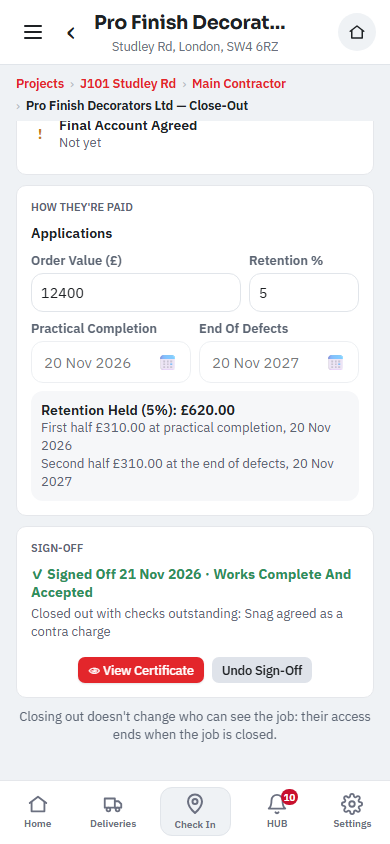 Pro Finish Decorat...
Studley Rd, London, SW4 6RZ
Projects › J101 Studley Rd › Main Contractor
› Pro Finish Decorators Ltd — Close-Out
! Final Account Agreed
Not yet
HOW THEY'RE PAID
Applications
Order Value (£) Retention %
12400 5
Practical Completion End Of Defects
20 Nov 2026 20 Nov 2027
Retention Held (5%): £620.00
First half £310.00 at practical completion, 20 Nov
2026
Second half £310.00 at the end of defects, 20 Nov
2027
SIGN-OFF
✓ Signed Off 21 Nov 2026 · Works Complete And
Accepted
Closed out with checks outstanding: Snag agreed as a
contra charge
View Certificate Undo Sign-Off
Closing out doesn't change who can see the job: their access
ends when the job is closed.
10
Home Deliveries Check In HUB Settings